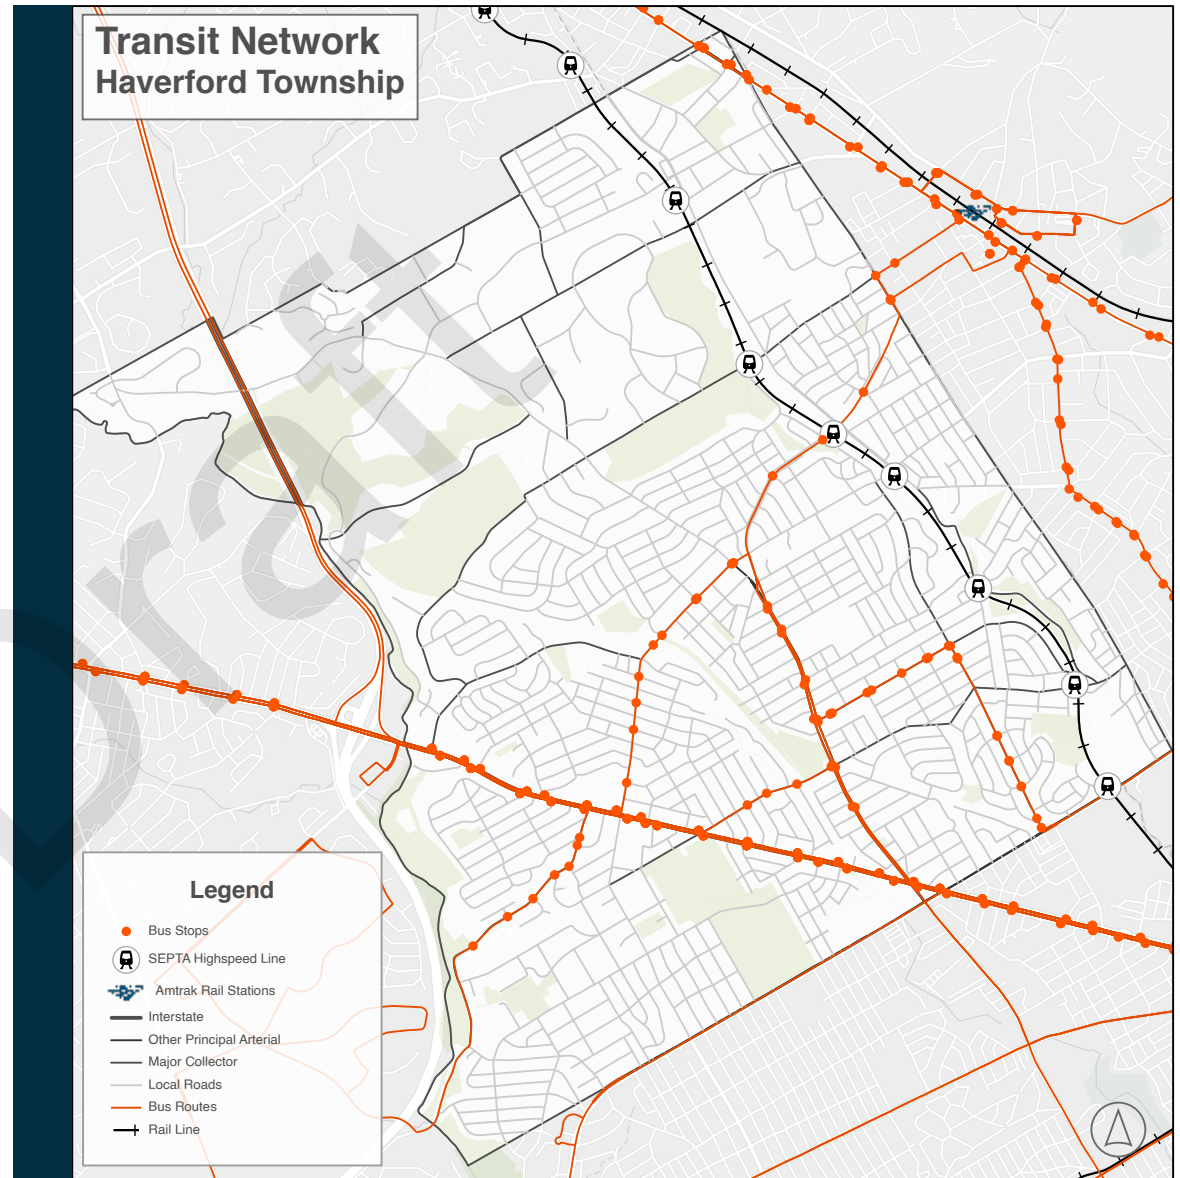 Transit Network
Haverford Township
Draft
Legend
Bus Stops
SEPTA Highspeed Line
Amtrak Rail Stations
Interstate
Other Principal Arterial
Major Collector
Local Roads
Bus Routes
Rail Line